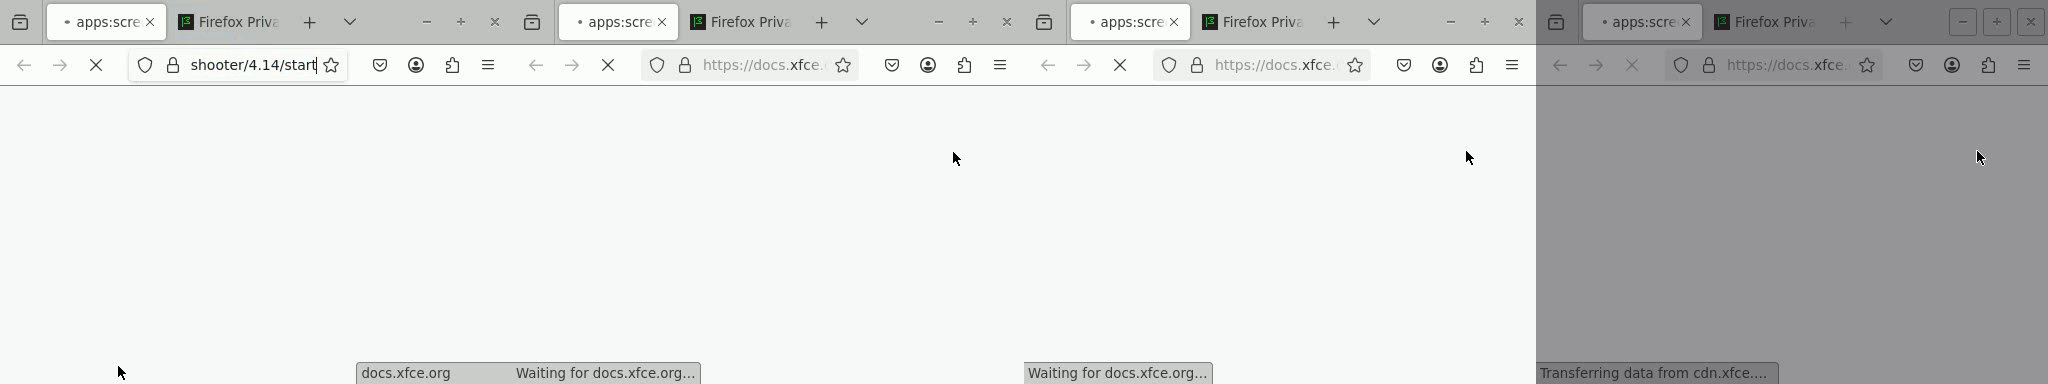 apps:scre Firefox Priva apps:scre Firefox Priva apps:scre Firefox Priva apps:scre Firefox Priva
shooter/4.14/start https://docs.xfce. https://docs.xfce. https://docs.xfce.
docs.xfce.org Waiting for docs.xfce.org... Waiting for docs.xfce.org... Transferring data from cdn.xfce....